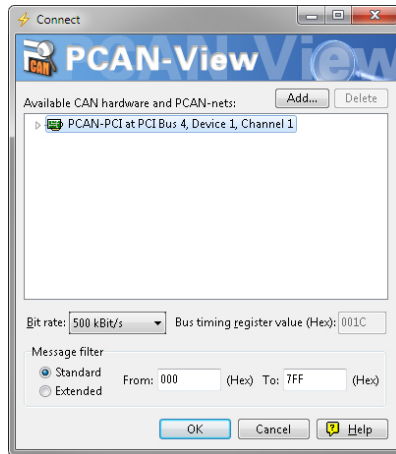 Connect
PCAN-View
Available CAN hardware and PCAN-nets: Add... Delete
PCAN-PCI at PCI Bus 4, Device 1, Channel 1
Bit rate: 500 kBit/s Bus timing register value (Hex): 001C
Message filter
Standard
Extended
From: 000 (Hex) To: 7FF (Hex)
OK Cancel Help